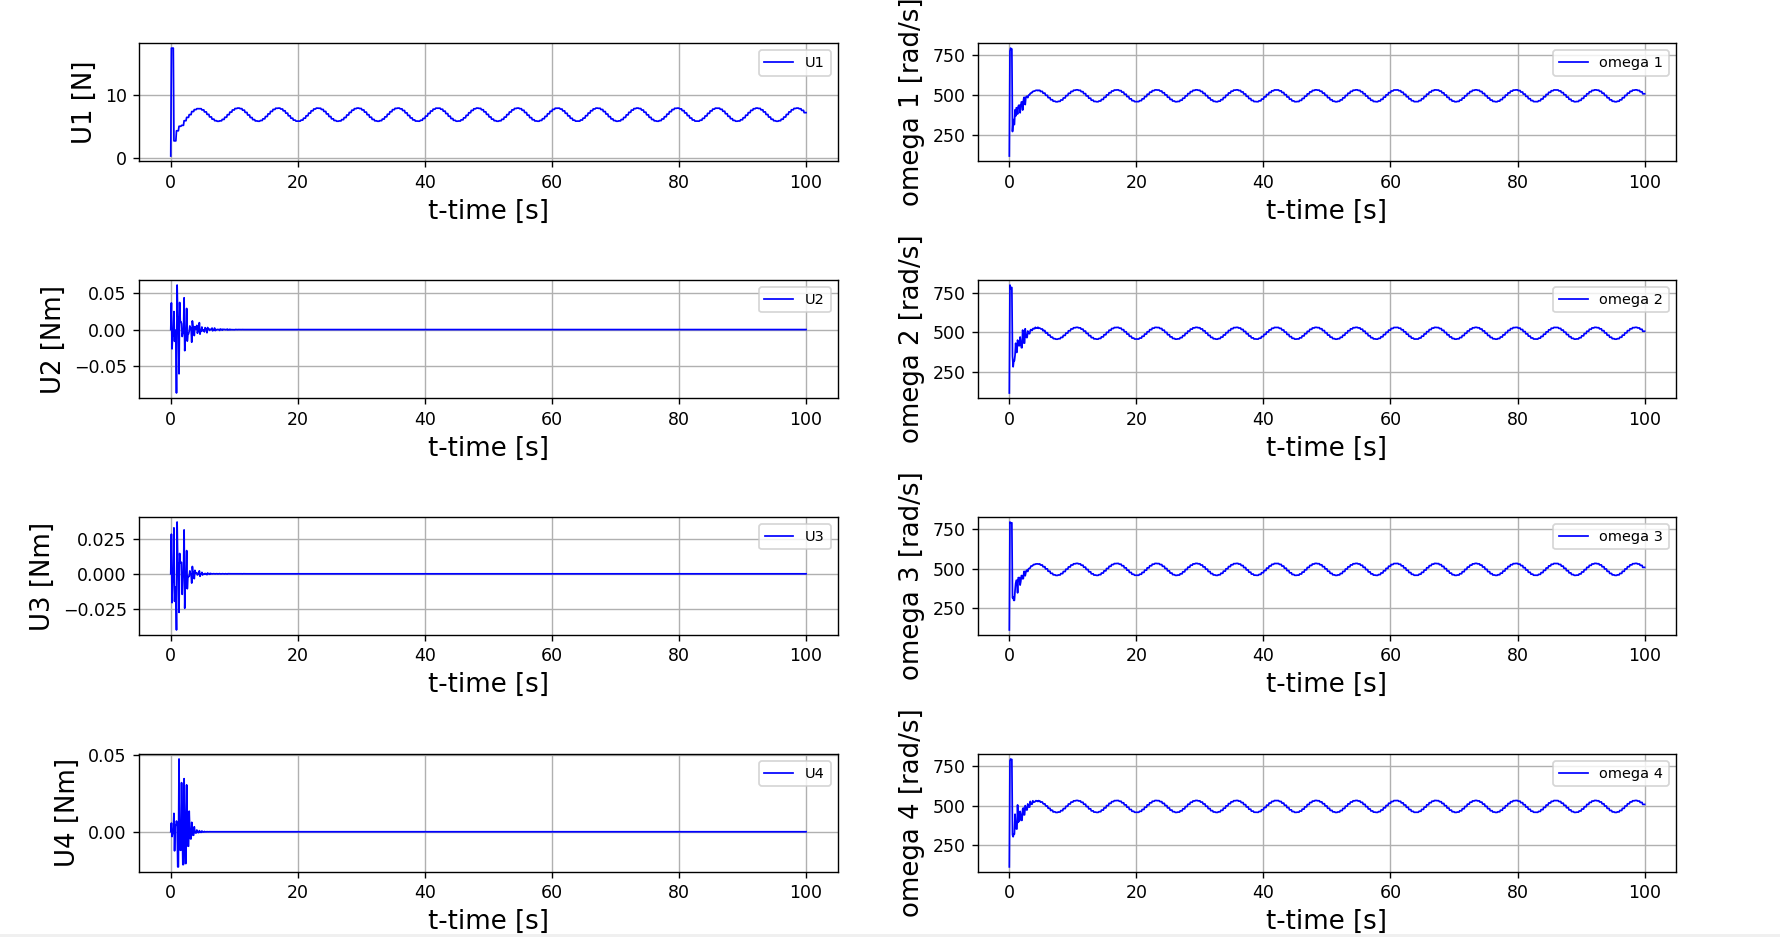 U1 [N]
10
0
U1
0 20 40 60 80 100
t-time [s]
omega 1 [rad/s]
750
500
250
omega 1
0 20 40 60 80 100
t-time [s]
U2 [Nm]
0.05
0.00
−0.05
U2
0 20 40 60 80 100
t-time [s]
omega 2 [rad/s]
750
500
250
omega 2
0 20 40 60 80 100
t-time [s]
U3 [Nm]
0.025
0.000
−0.025
U3
0 20 40 60 80 100
t-time [s]
omega 3 [rad/s]
750
500
250
omega 3
0 20 40 60 80 100
t-time [s]
U4 [Nm]
0.05
0.00
U4
0 20 40 60 80 100
t-time [s]
omega 4 [rad/s]
750
500
250
omega 4
0 20 40 60 80 100
t-time [s]